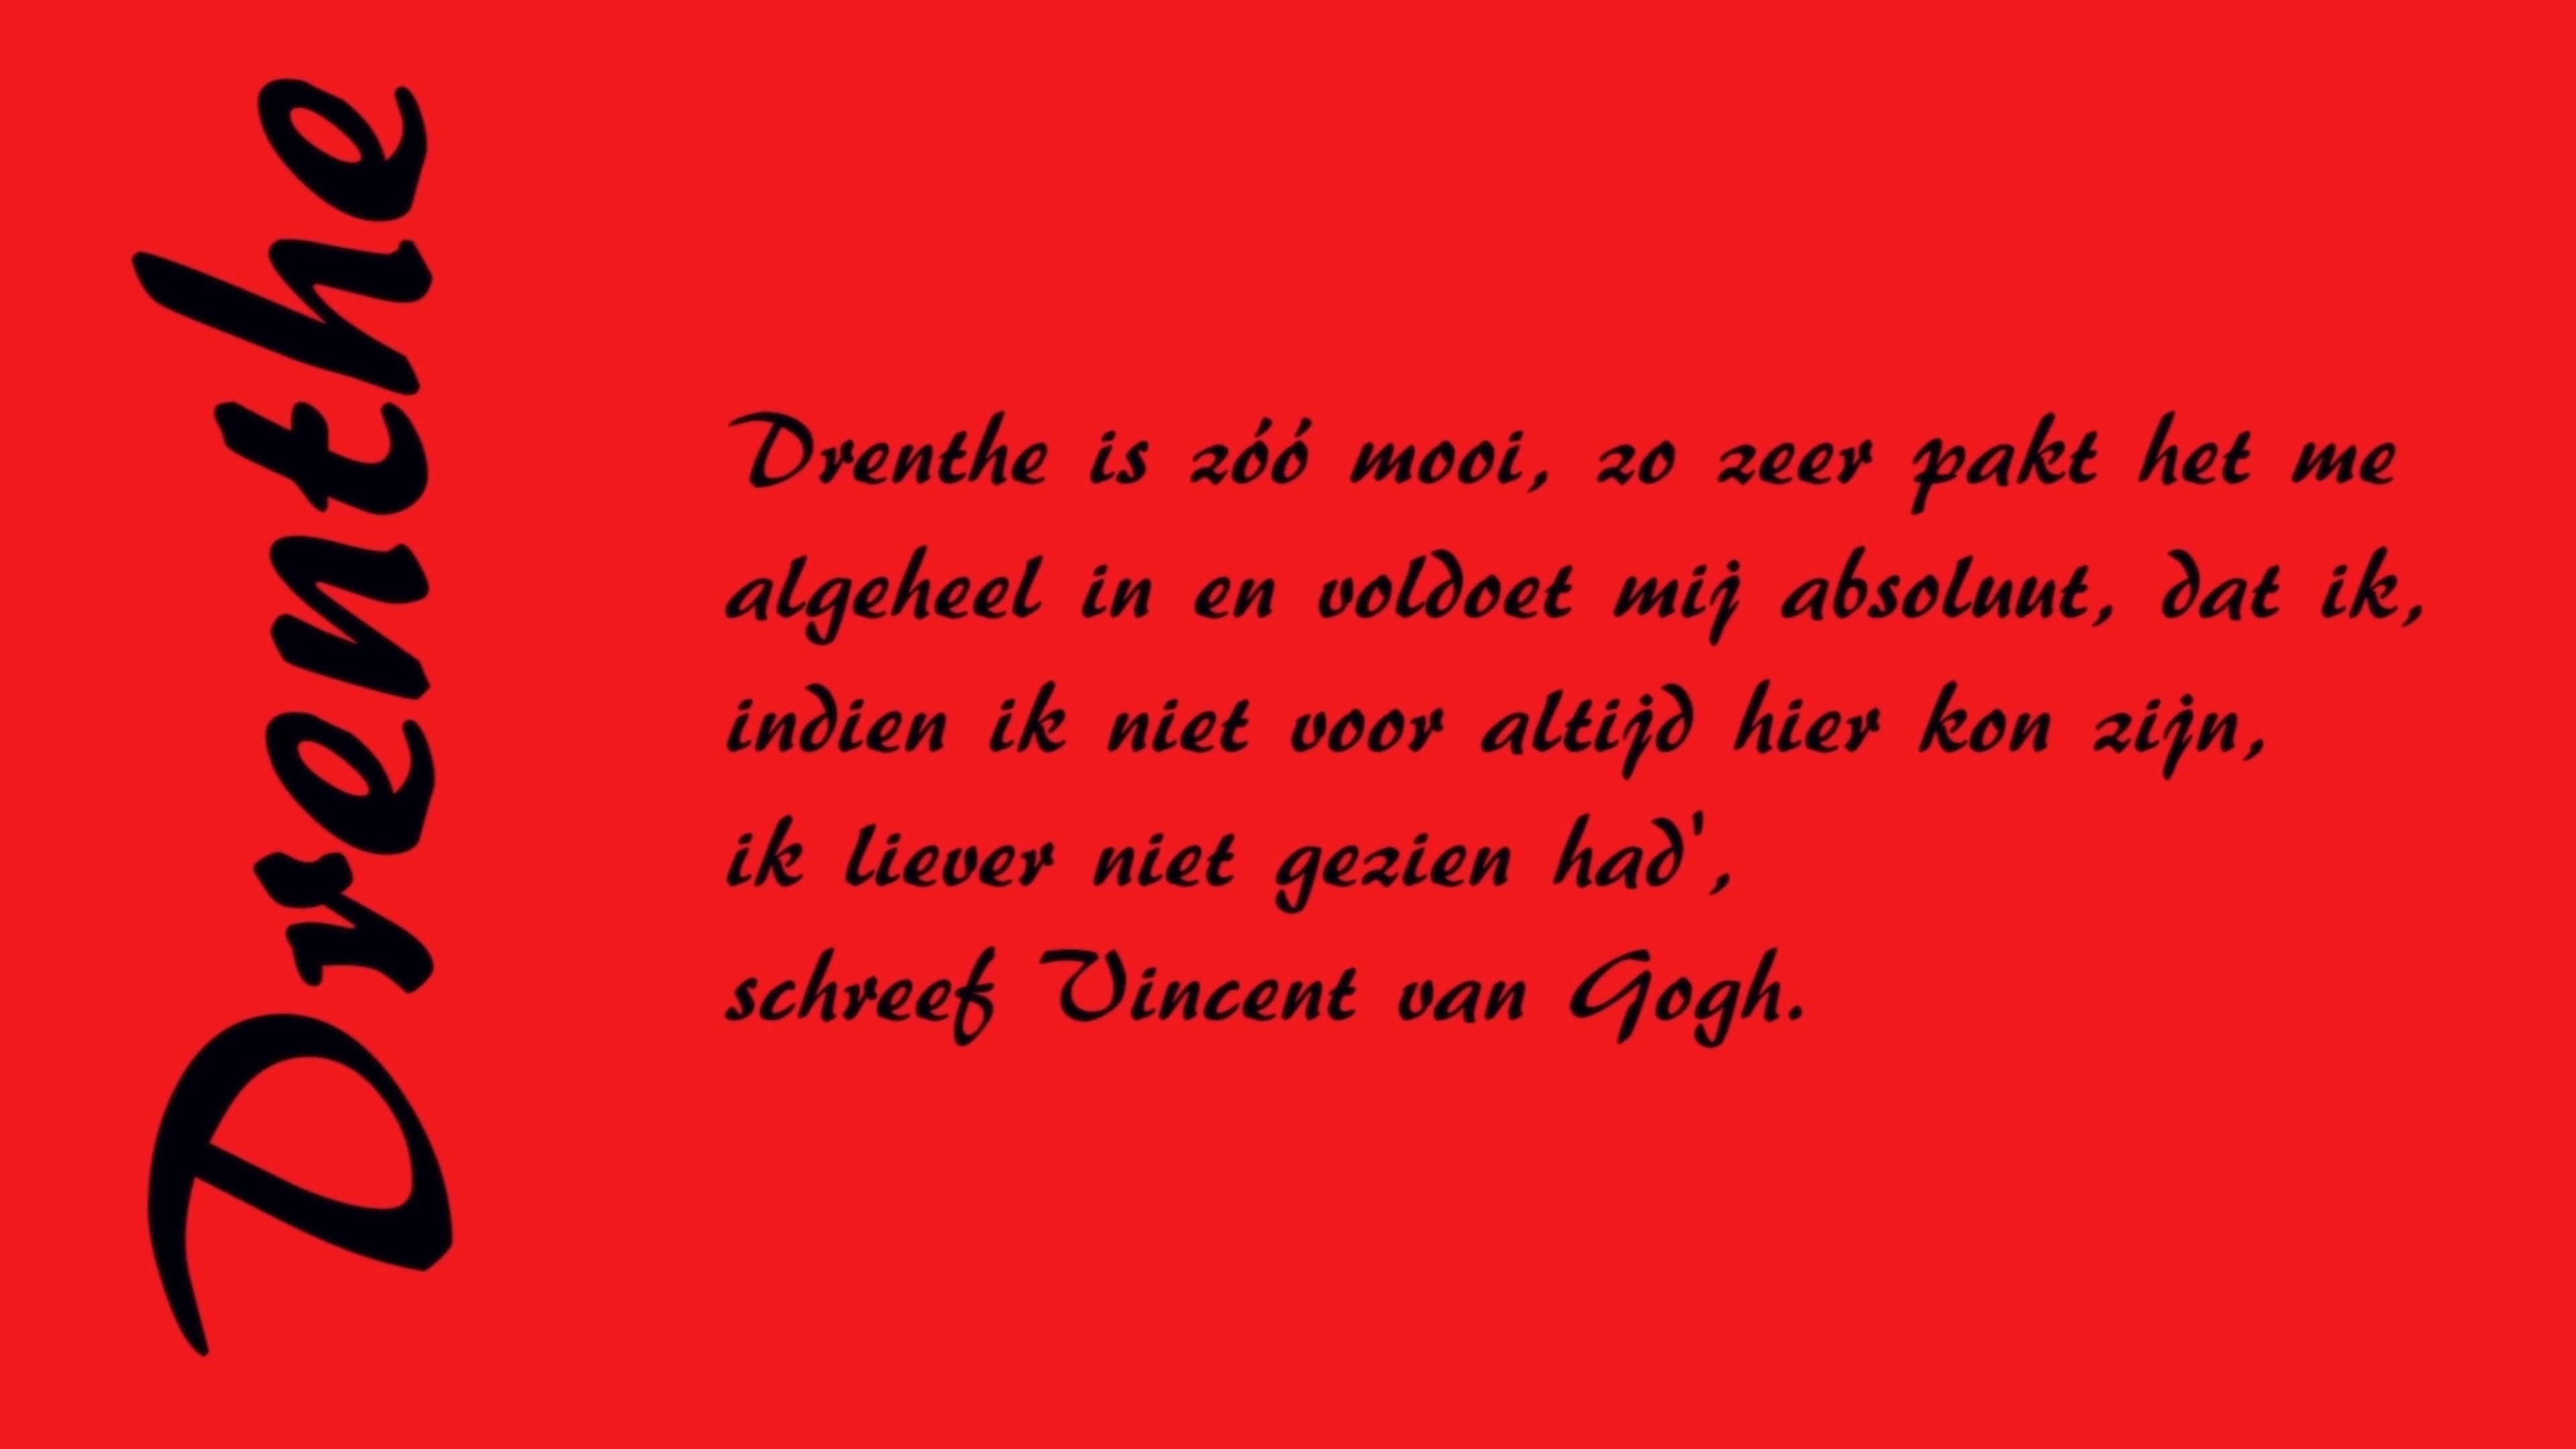 Drenthe
Drenthe is zóó mooi, zo zeer pakt het me
algeheel in en voldoet mij absoluut, dat ik,
indien ik niet voor altijd hier kon zijn,
ik liever niet gezien had',
schreef Vincent van Gogh.